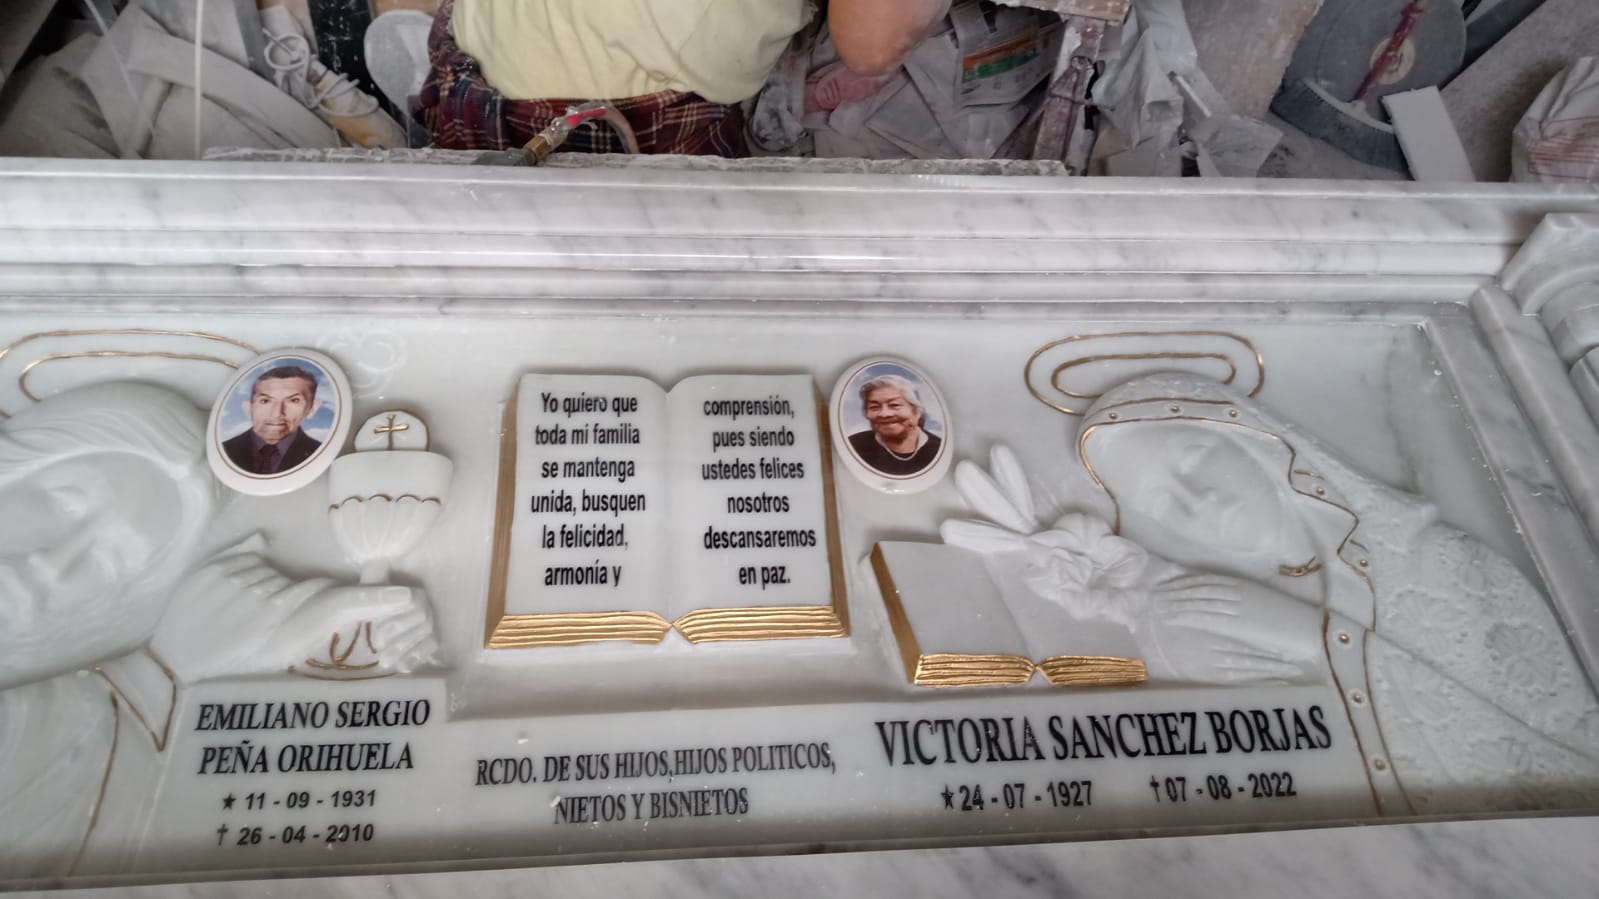 Yo quiero que
toda mi familia
se mantenga
unida, busquen
la felicidad,
armonía y
comprensión,
pues siendo
ustedes felices
nosotros
descansaremos
en paz.
EMILIANO SERGIO
PEÑA ORIHUELA
★ 11 - 09 - 1931
† 26 - 04 - 2010
RCDO. DE SUS HIJOS,HIJOS POLITICOS,
NIETOS Y BISNIETOS
VICTORIA SANCHEZ BORJAS
★ 24 - 07 - 1927 † 07 - 08 - 2022